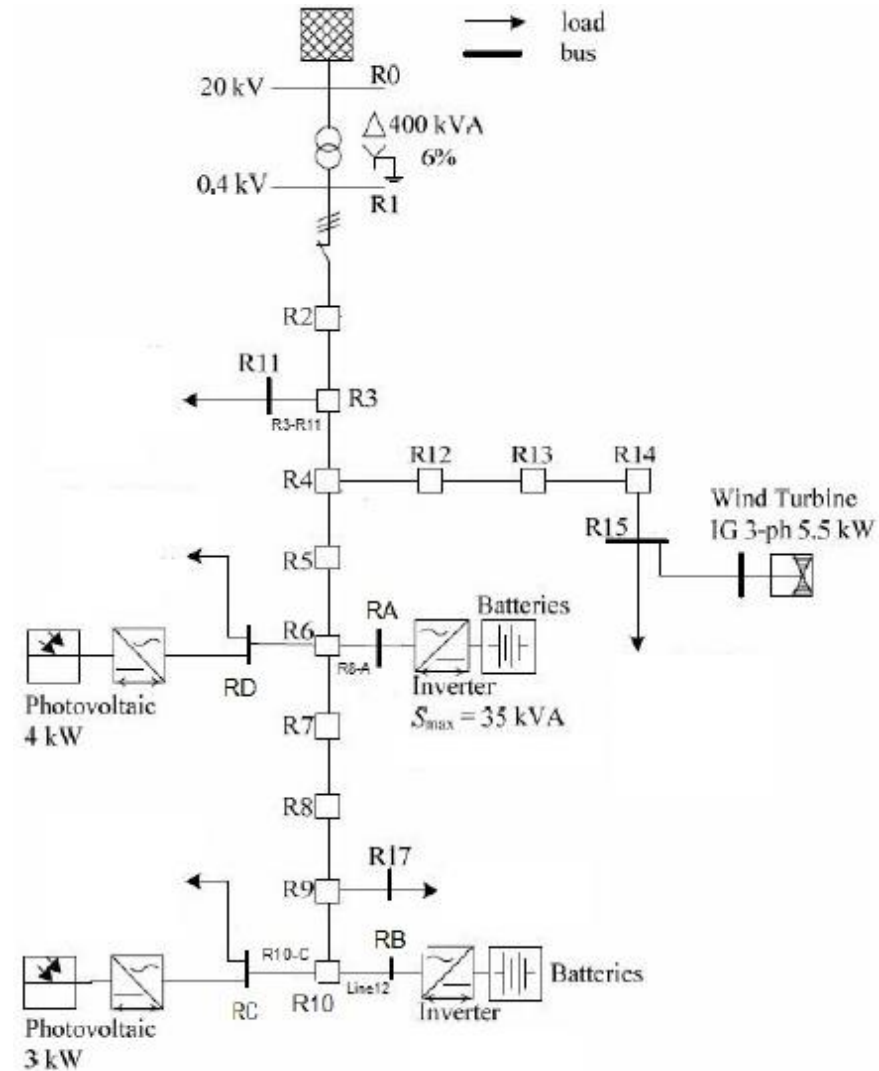 load
bus
R0
20 kV
400 kVA
6%
0.4 kV
R1
R2
R11
R3
R3-R11
R4
R12
R13
R14
Wind Turbine
IG 3-ph 5.5 kW
R15
R5
R6
RA
Batteries
R6-A
RD
Inverter
Smax = 35 kVA
Photovoltaic
4 kW
R7
R8
R9
R17
R10-C
RB
Line12
Batteries
RC
R10
Inverter
Photovoltaic
3 kW